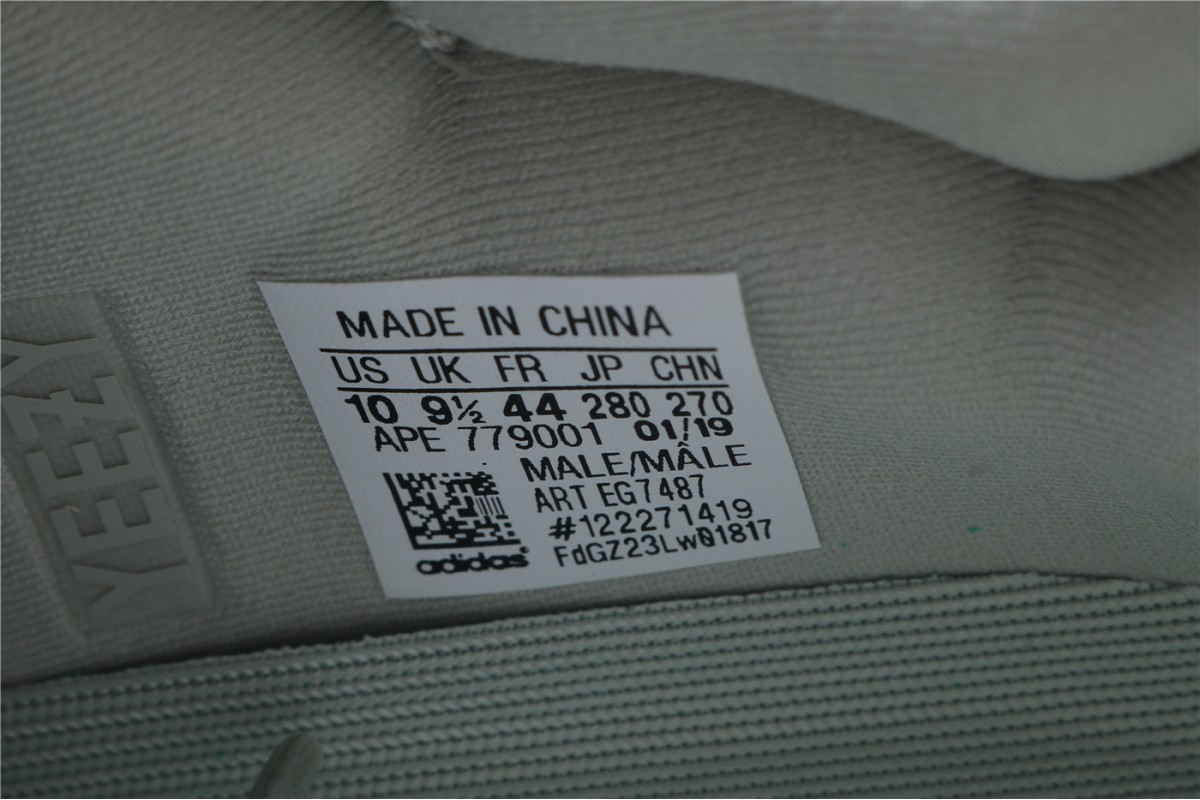 MADE IN CHINA
US UK FR JP CHN
10 9½ 44 280 270
APE 779001 01/19
MALE/MÂLE
ART EG7487
#122271419
FdGZ23Lw01817
adidas
YEEZY